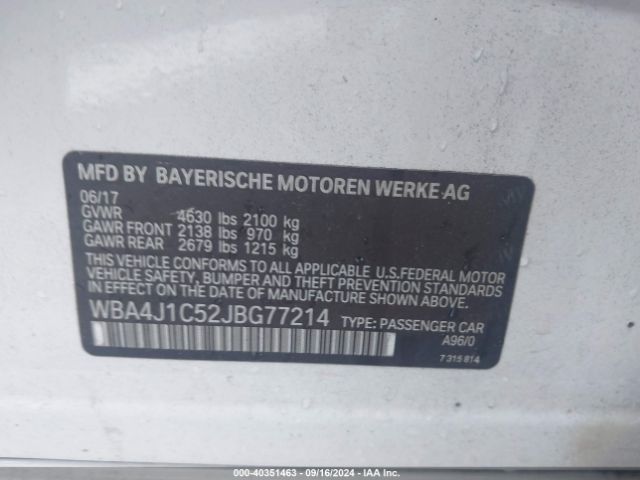 MFD BY BAYERISCHE MOTOREN WERKE AG
06/17
GVWR 4630 lbs 2100 kg
GAWR FRONT 2138 lbs 970 kg
GAWR REAR 2679 lbs 1215 kg
THIS VEHICLE CONFORMS TO ALL APPLICABLE U.S.FEDERAL MOTOR
VEHICLE SAFETY, BUMPER, AND THEFT PREVENTION STANDARDS
IN EFFECT ON THE DATE OF MANUFACTURE SHOWN ABOVE.
WBA4J1C52JBG77214 TYPE: PASSENGER CAR
A96/0
7 315 814
000-40351463 - 09/16/2024 - IAA Inc.